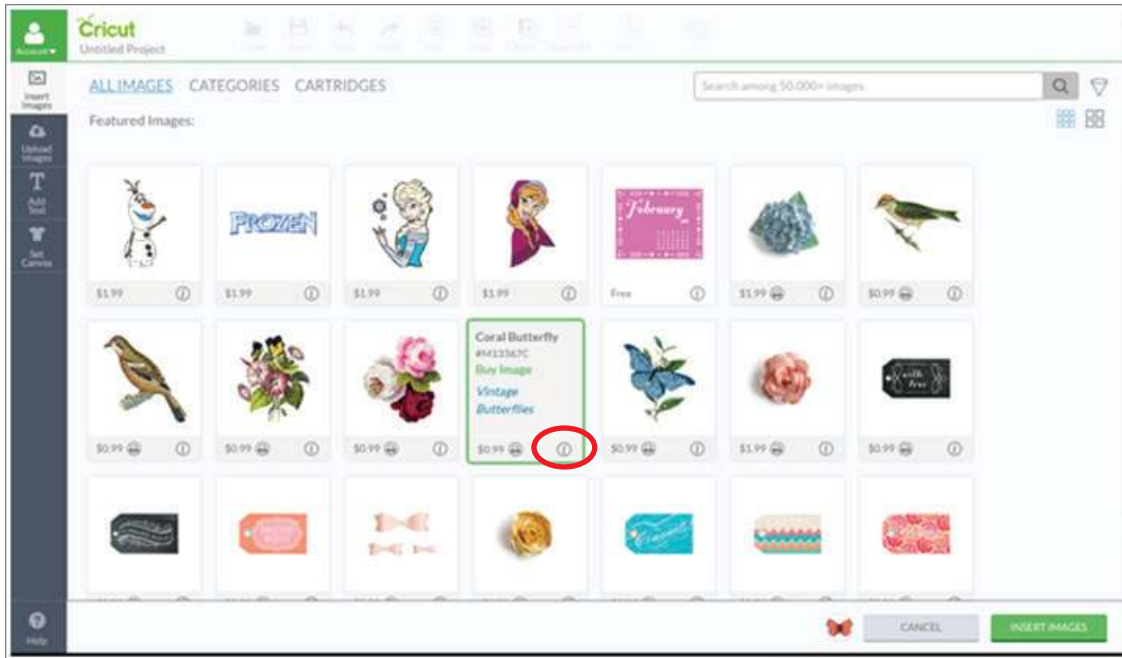 Cricut
Untitled Project
Account
Insert
Images
Upload
Images
Add
Text
Set
Canvas
Help
ALL IMAGES CATEGORIES CARTRIDGES
Search among 50,000+ images
Featured Images:
FROZEN
February
$1.99
$1.99
$1.99
$1.99
Free
$1.99
$0.99
Coral Butterfly
#M13367C
Buy Image
Vintage
Butterflies
with
love
$0.99
$0.99
$0.99
$0.99
$0.99
$1.99
$0.99
CANCEL
INSERT IMAGES